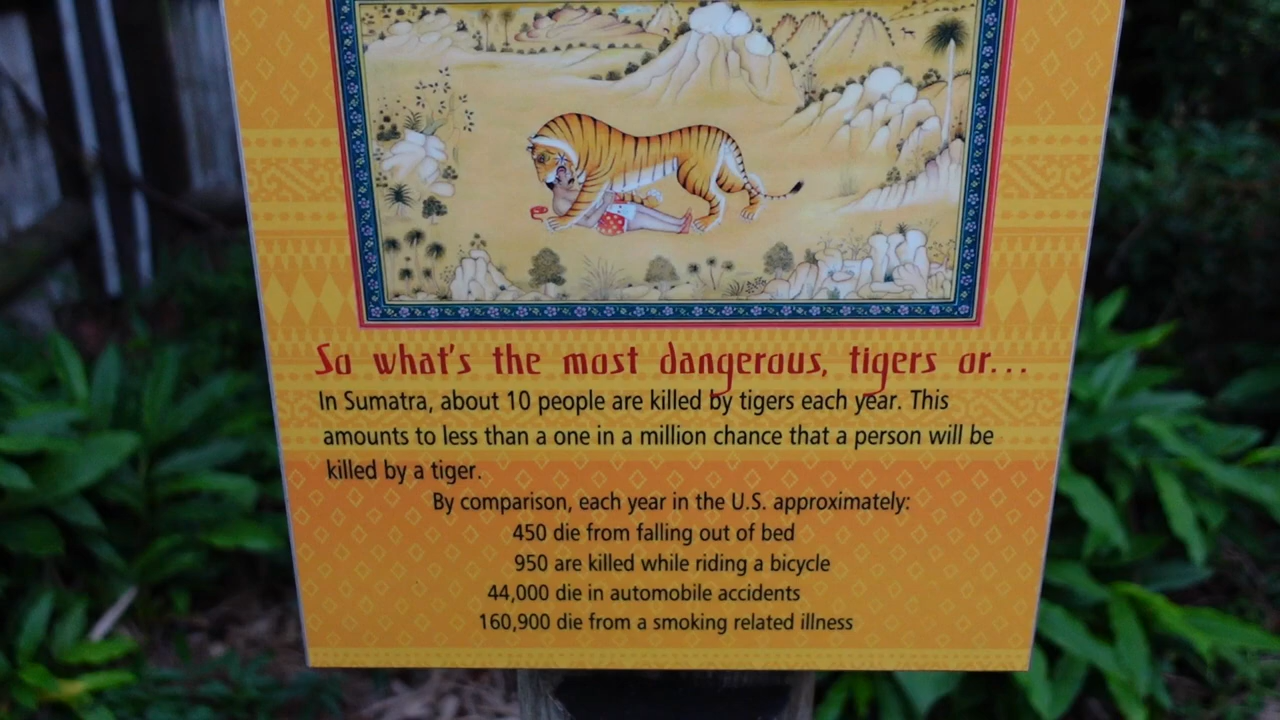 So what's the most dangerous, tigers or...
In Sumatra, about 10 people are killed by tigers each year. This
amounts to less than a one in a million chance that a person will be
killed by a tiger.
By comparison, each year in the U.S. approximately:
450 die from falling out of bed
950 are killed while riding a bicycle
44,000 die in automobile accidents
160,900 die from a smoking related illness